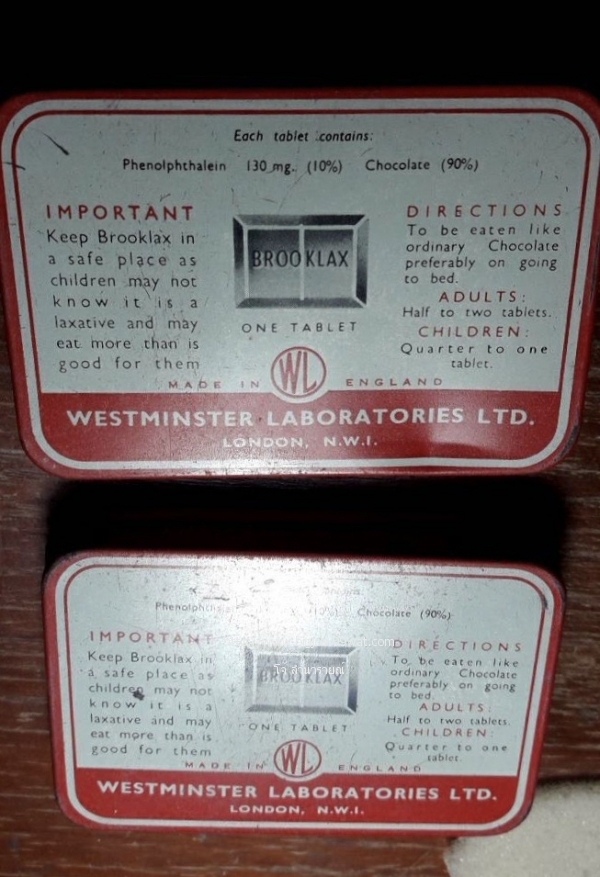 Each tablet contains:
Phenolphthalein 130 mg. (10%) Chocolate (90%)
IMPORTANT
Keep Brooklax in
a safe place as
children may not
know it is a
laxative and may
eat more than is
good for them
BROOKLAX
ONE TABLET
DIRECTIONS
To be eaten like
ordinary Chocolate
preferably on going
to bed.
ADULTS:
Half to two tablets.
CHILDREN:
Quarter to one
tablet.
MADE IN WL ENGLAND
WESTMINSTER LABORATORIES LTD.
LONDON, N.W.1.
Chocolate (90%)
IMPORTANT
Keep Brooklax in
a safe place as
children may not
know it is a
laxative and may
eat more than is
good for them
BROOKLAX
ONE TABLET
DIRECTIONS
To be eaten like
ordinary Chocolate
preferably on going
to bed.
ADULTS:
Half to two tablets.
CHILDREN:
Quarter to one
tablet.
MADE IN WL ENGLAND
WESTMINSTER LABORATORIES LTD.
LONDON, N.W.1.